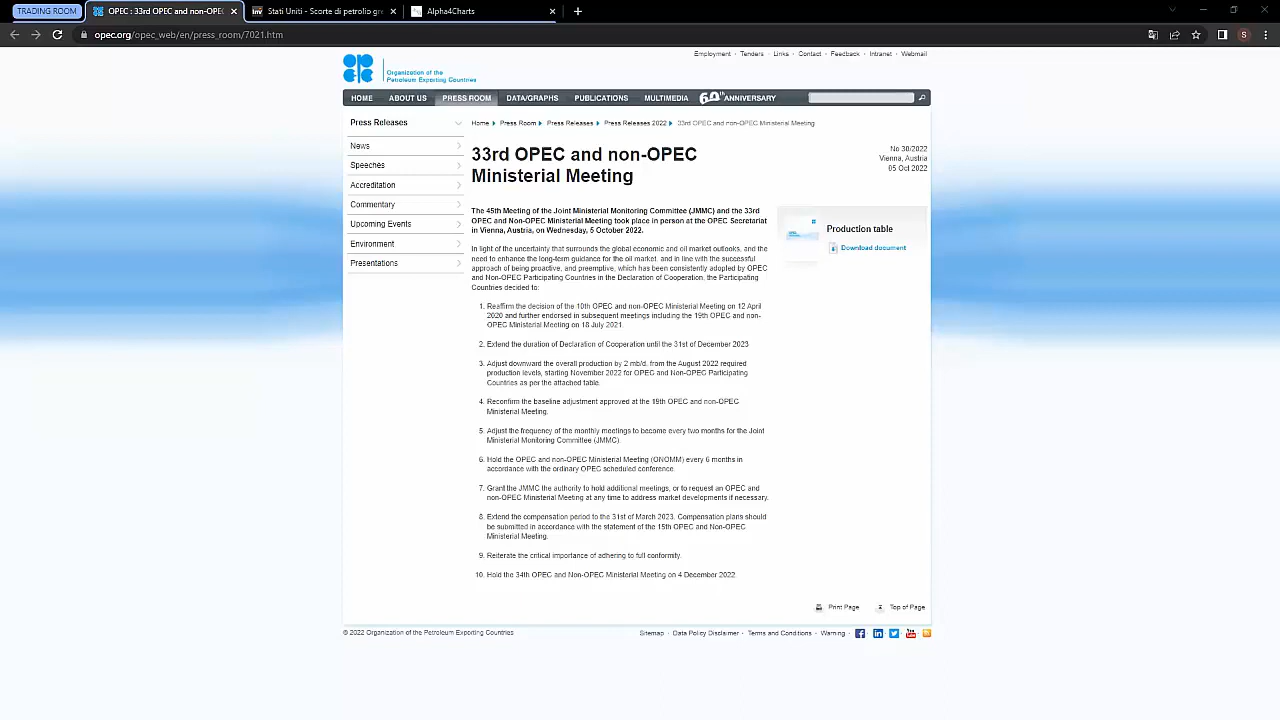 TRADING ROOM
OPEC : 33rd OPEC and non-OPE
Stati Uniti - Scorte di petrolio gre
Alpha4Charts
opec.org/opec_web/en/press_room/7021.htm
S
Employment · Tenders · Links · Contact · Feedback · Intranet · Webmail
Organization of the
Petroleum Exporting Countries
HOME ABOUT US PRESS ROOM DATA/GRAPHS PUBLICATIONS MULTIMEDIA 60th ANNIVERSARY
Press Releases
News
Speeches
Accreditation
Commentary
Upcoming Events
Environment
Presentations
Home Press Room Press Releases Press Releases 2022 33rd OPEC and non-OPEC Ministerial Meeting
33rd OPEC and non-OPEC
Ministerial Meeting
No 30/2022
Vienna, Austria
05 Oct 2022
The 45th Meeting of the Joint Ministerial Monitoring Committee (JMMC) and the 33rd
OPEC and Non-OPEC Ministerial Meeting took place in person at the OPEC Secretariat
in Vienna, Austria, on Wednesday, 5 October 2022.
In light of the uncertainty that surrounds the global economic and oil market outlooks, and the
need to enhance the long-term guidance for the oil market, and in line with the successful
approach of being proactive, and preemptive, which has been consistently adopted by OPEC
and Non-OPEC Participating Countries in the Declaration of Cooperation, the Participating
Countries decided to:
1. Reaffirm the decision of the 10th OPEC and non-OPEC Ministerial Meeting on 12 April
2020 and further endorsed in subsequent meetings including the 19th OPEC and non-
OPEC Ministerial Meeting on 18 July 2021.
2. Extend the duration of Declaration of Cooperation until the 31st of December 2023
3. Adjust downward the overall production by 2 mb/d, from the August 2022 required
production levels, starting November 2022 for OPEC and Non-OPEC Participating
Countries as per the attached table.
4. Reconfirm the baseline adjustment approved at the 19th OPEC and non-OPEC
Ministerial Meeting.
5. Adjust the frequency of the monthly meetings to become every two months for the Joint
Ministerial Monitoring Committee (JMMC).
6. Hold the OPEC and non-OPEC Ministerial Meeting (ONOMM) every 6 months in
accordance with the ordinary OPEC scheduled conference.
7. Grant the JMMC the authority to hold additional meetings, or to request an OPEC and
non-OPEC Ministerial Meeting at any time to address market developments if necessary.
8. Extend the compensation period to the 31st of March 2023. Compensation plans should
be submitted in accordance with the statement of the 15th OPEC and Non-OPEC
Ministerial Meeting.
9. Reiterate the critical importance of adhering to full conformity.
10. Hold the 34th OPEC and Non-OPEC Ministerial Meeting on 4 December 2022.
Production table
Download document
Print Page Top of Page
© 2022 Organization of the Petroleum Exporting Countries
Sitemap · Data Policy Disclaimer · Terms and Conditions · Warning ·